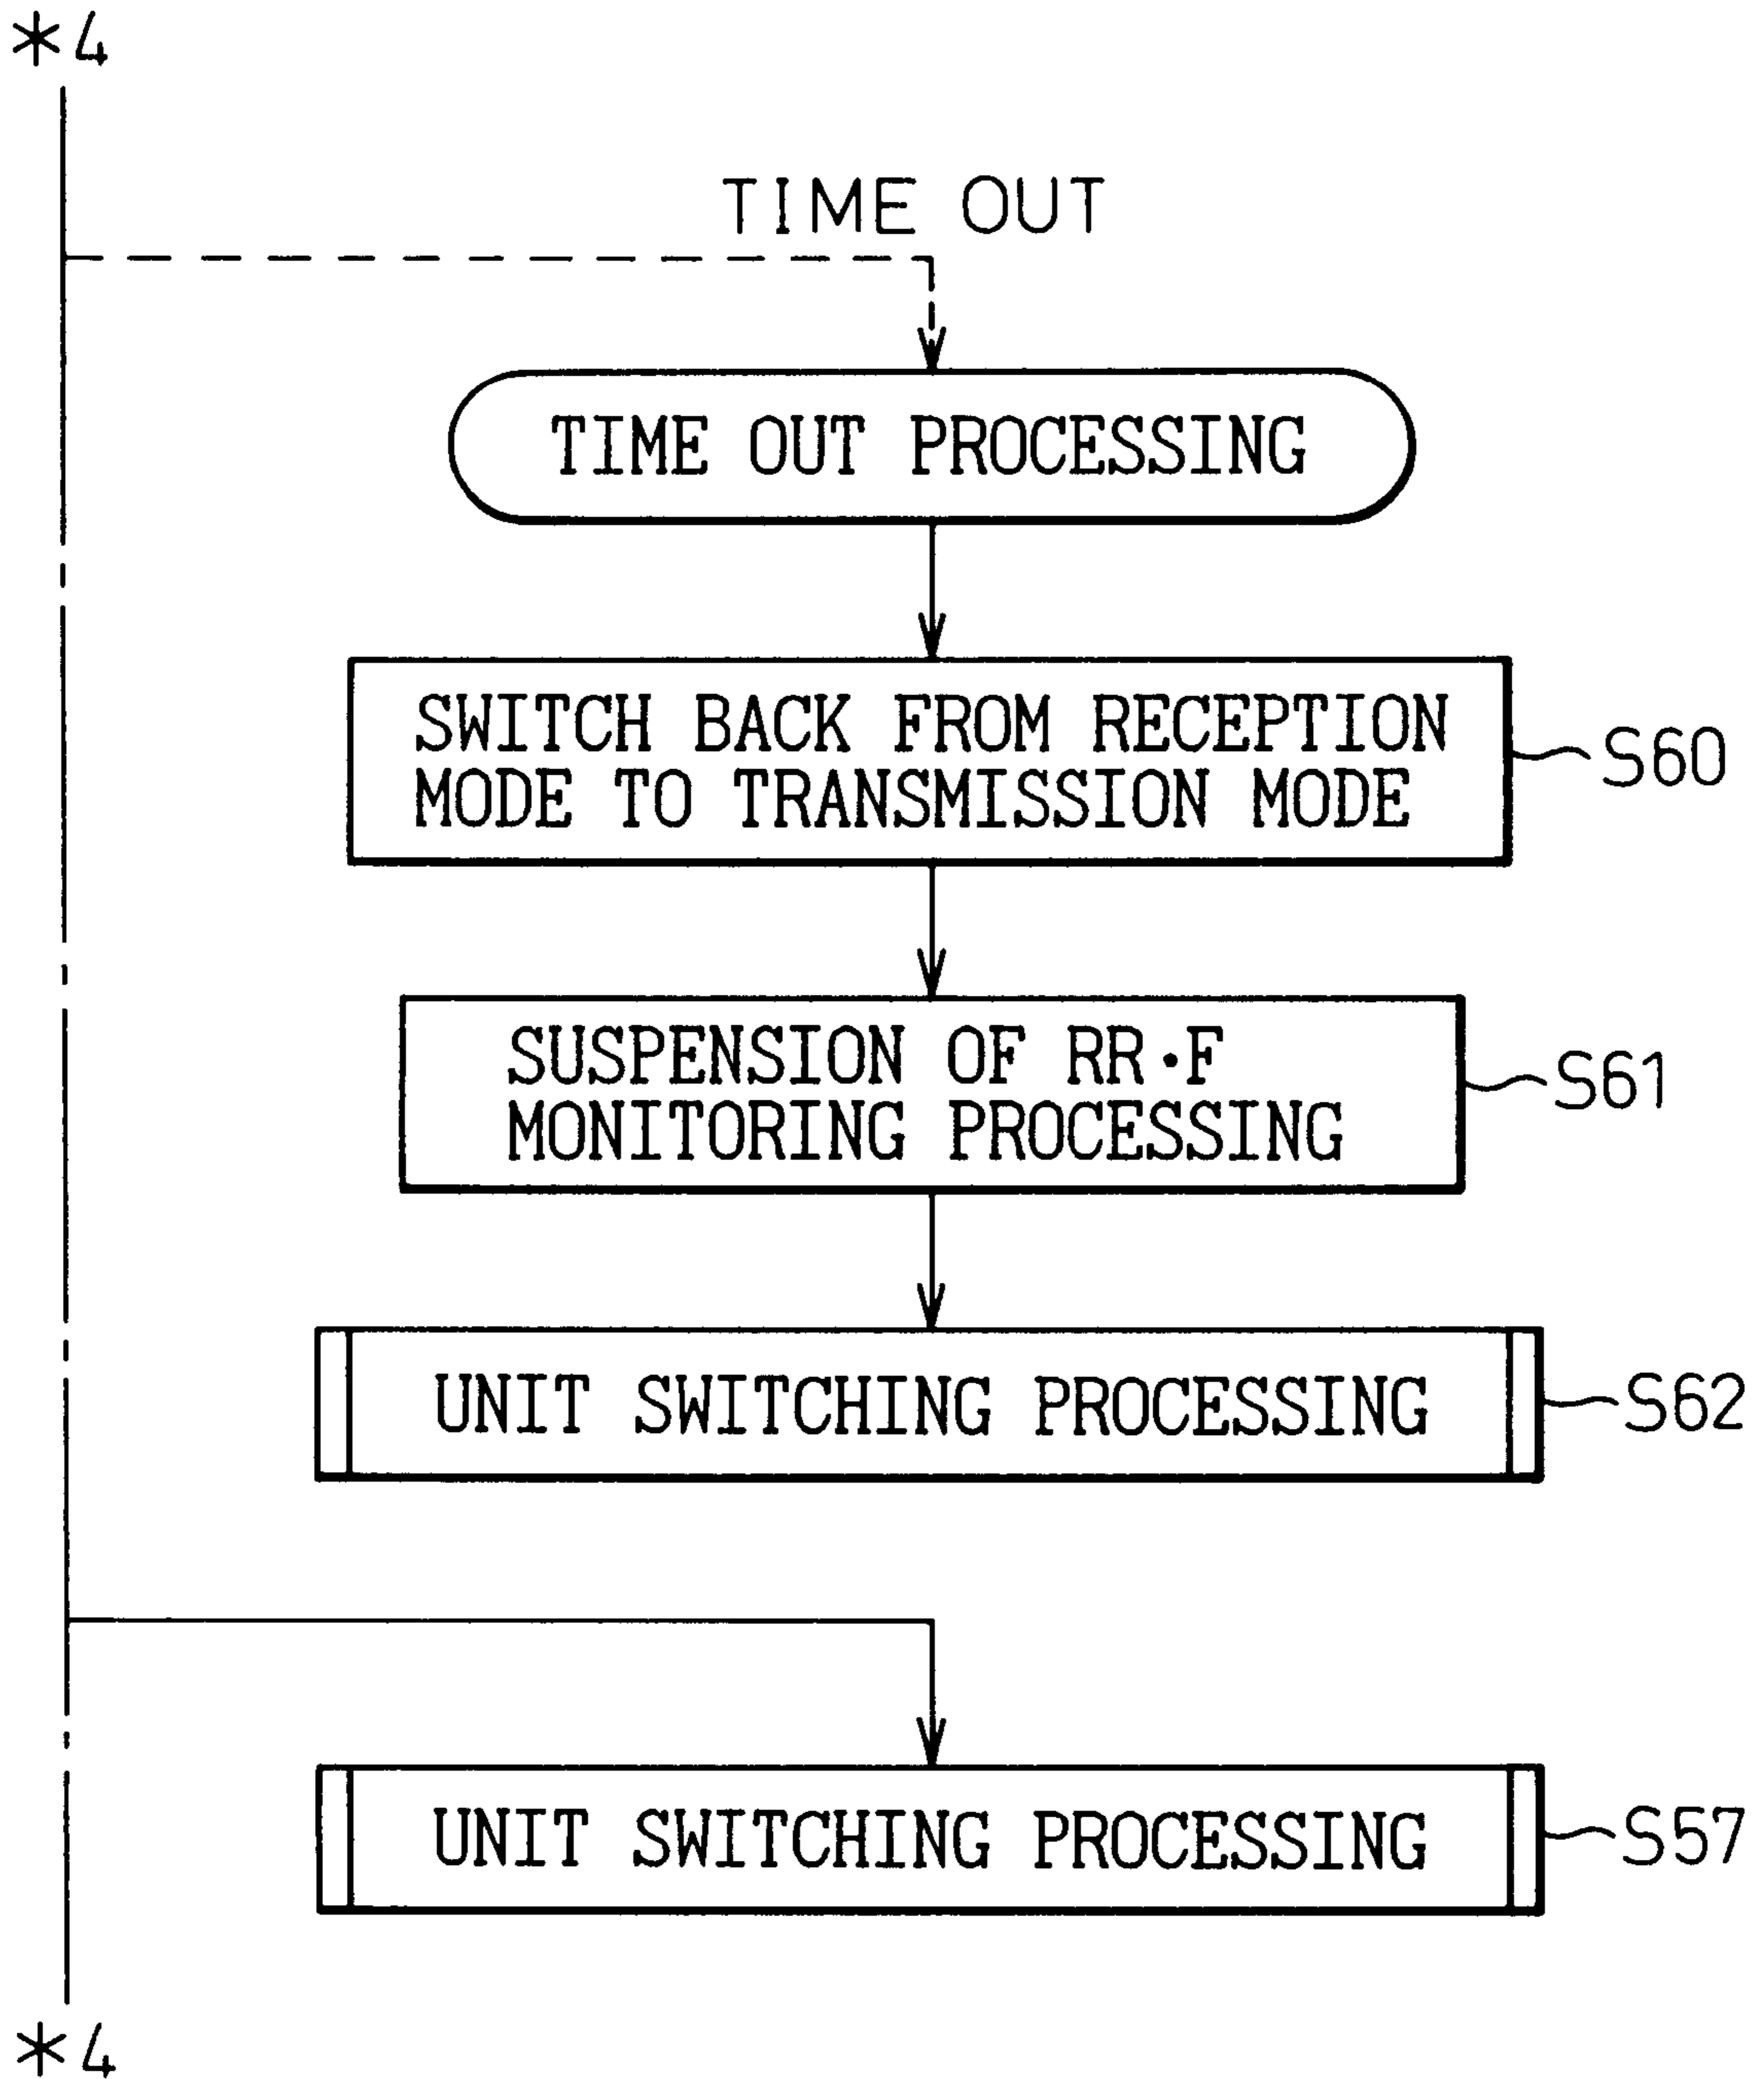 *4
TIME OUT
TIME OUT PROCESSING
SWITCH BACK FROM RECEPTION
MODE TO TRANSMISSION MODE
S60
SUSPENSION OF RR·F
MONITORING PROCESSING
S61
UNIT SWITCHING PROCESSING
S62
UNIT SWITCHING PROCESSING
S57
*4